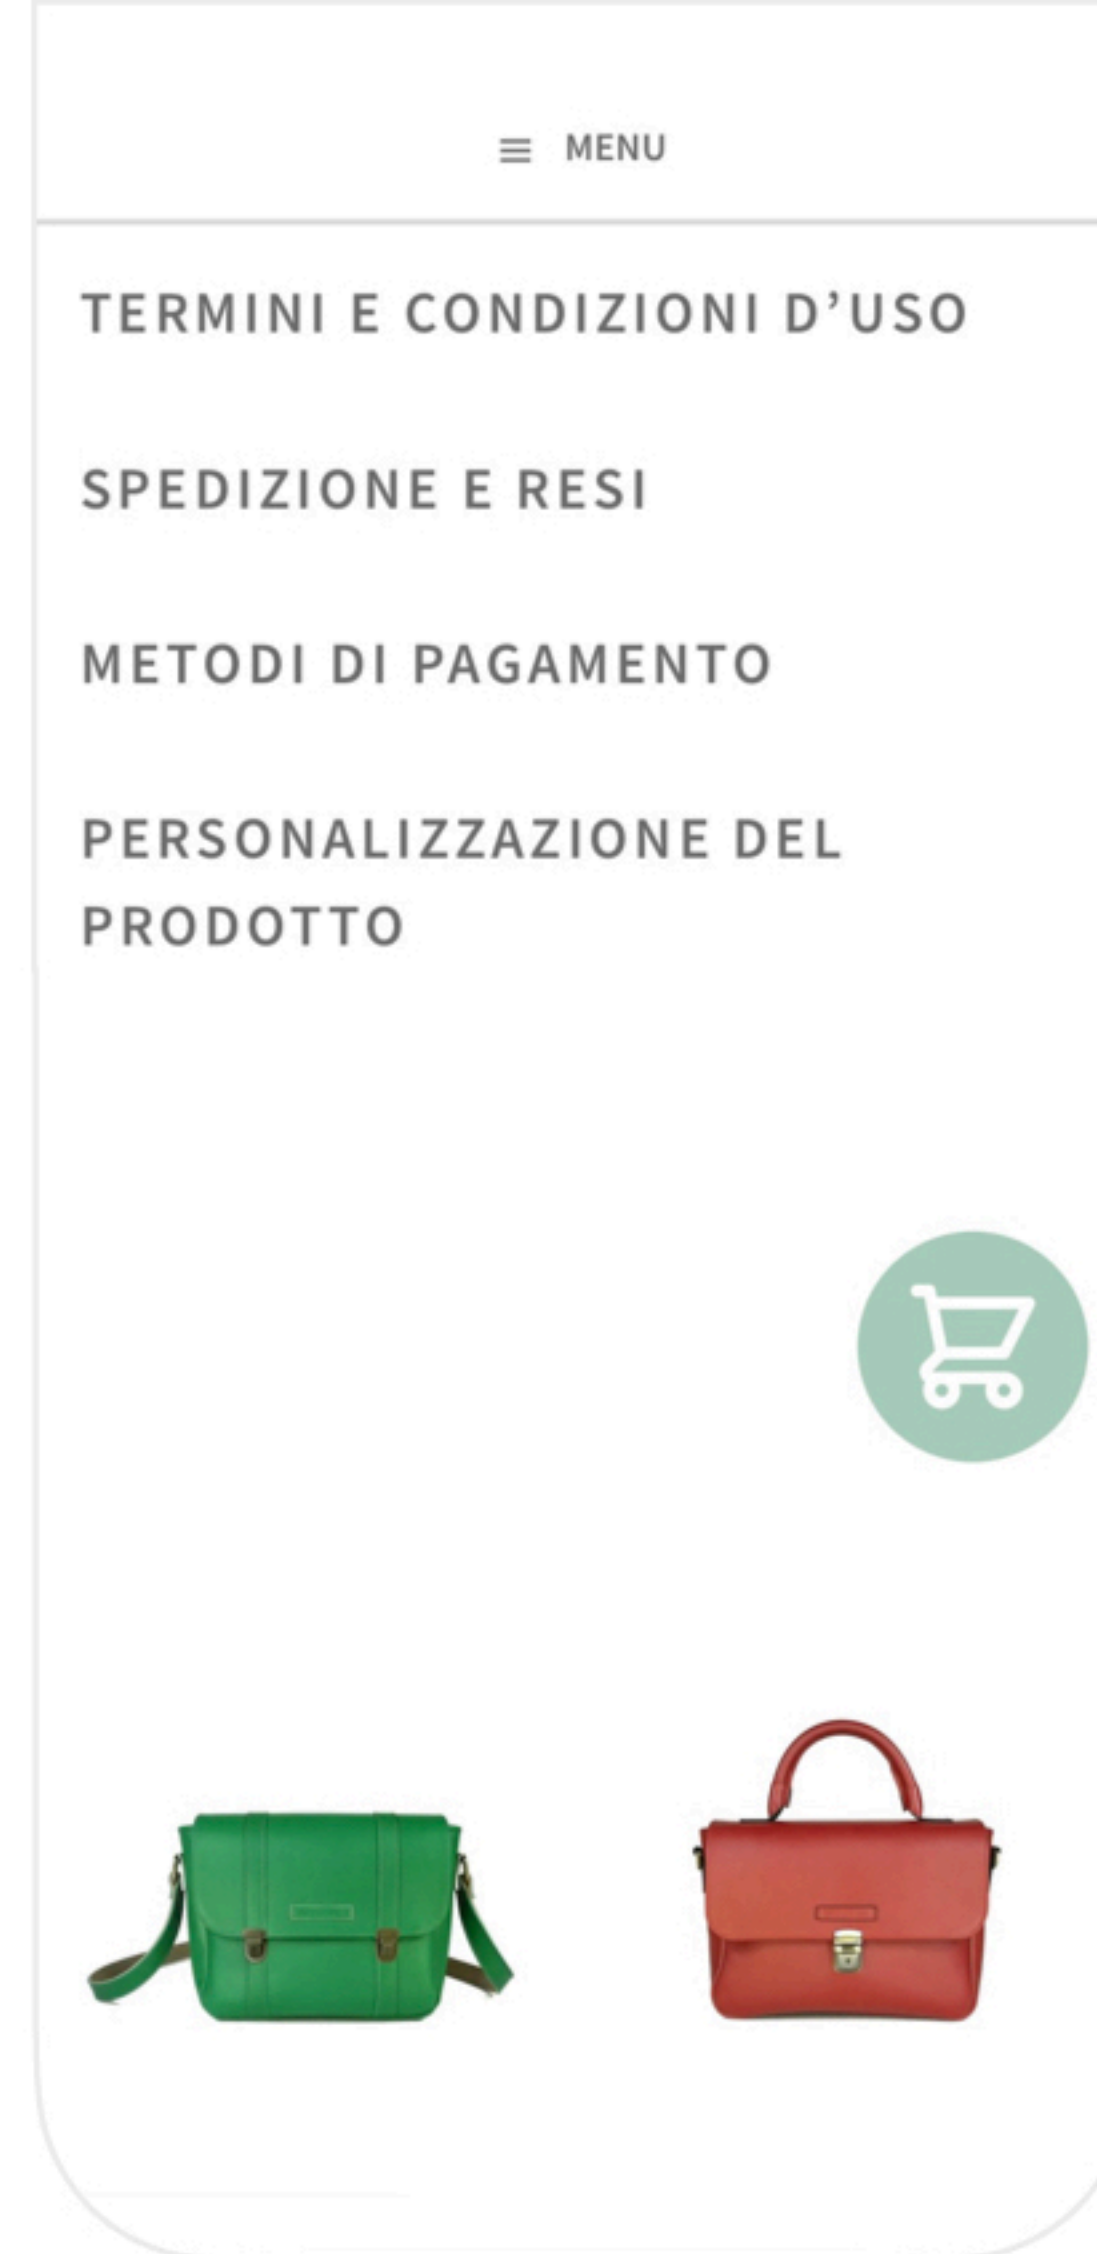 MENU
TERMINI E CONDIZIONI D’USO
SPEDIZIONE E RESI
METODI DI PAGAMENTO
PERSONALIZZAZIONE DEL
PRODOTTO